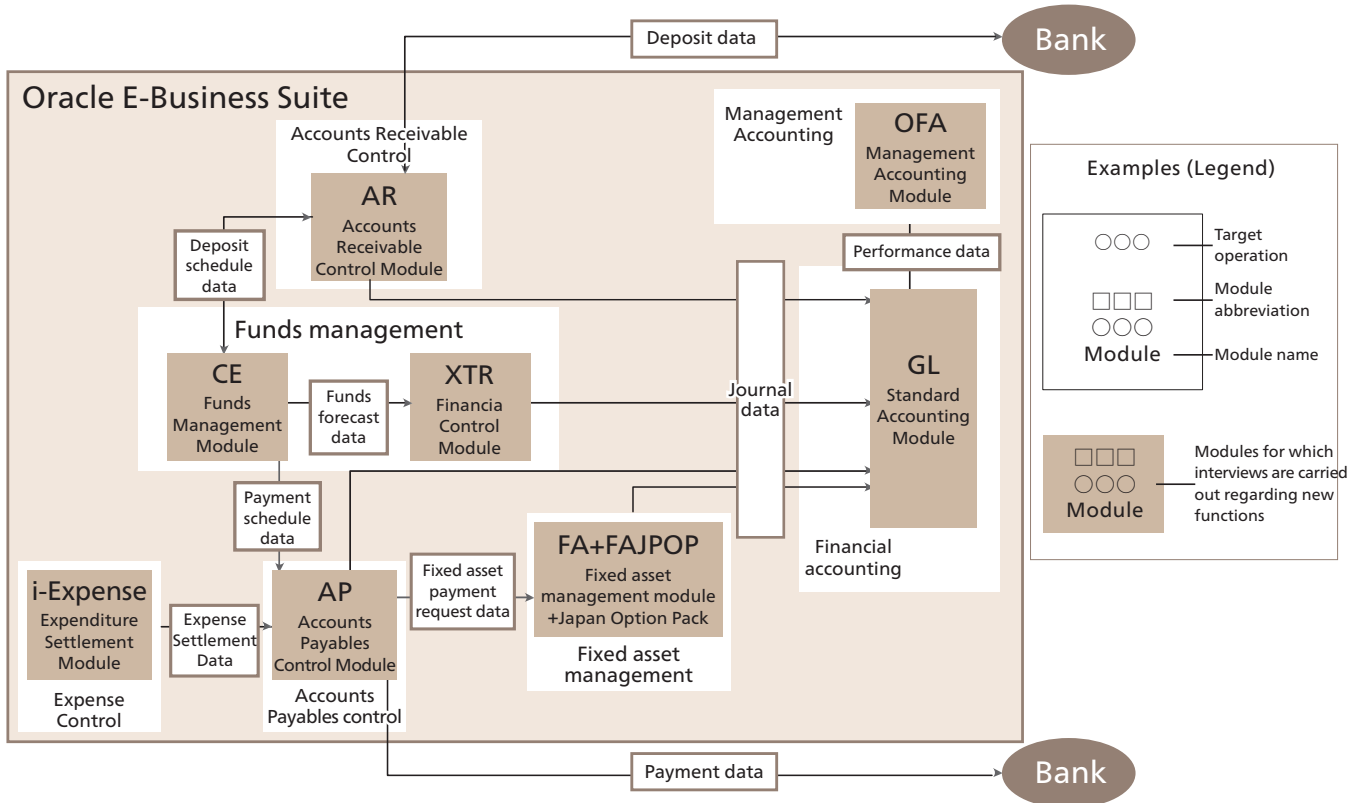 Deposit data
Bank
Oracle E-Business Suite
Accounts Receivable
Control
AR
Accounts
Receivable
Control Module
Management
Accounting
OFA
Management
Accounting
Module
Performance data
Deposit
schedule
data
Funds management
CE
Funds
Management
Module
Funds
forecast
data
XTR
Financia
Control
Module
Journal
data
GL
Standard
Accounting
Module
Financial
accounting
Payment
schedule
data
i-Expense
Expenditure
Settlement
Module
Expense
Control
Expense
Settlement
Data
AP
Accounts
Payables
Control Module
Accounts
Payables control
Fixed asset
payment
request data
FA+FAJPOP
Fixed asset
management module
+Japan Option Pack
Fixed asset
management
Payment data
Bank
Examples (Legend)
○○○
Target
operation
□□□
Module
abbreviation
○○○
Module
Module name
□□□
○○○
Module
Modules for which
interviews are carried
out regarding new
functions